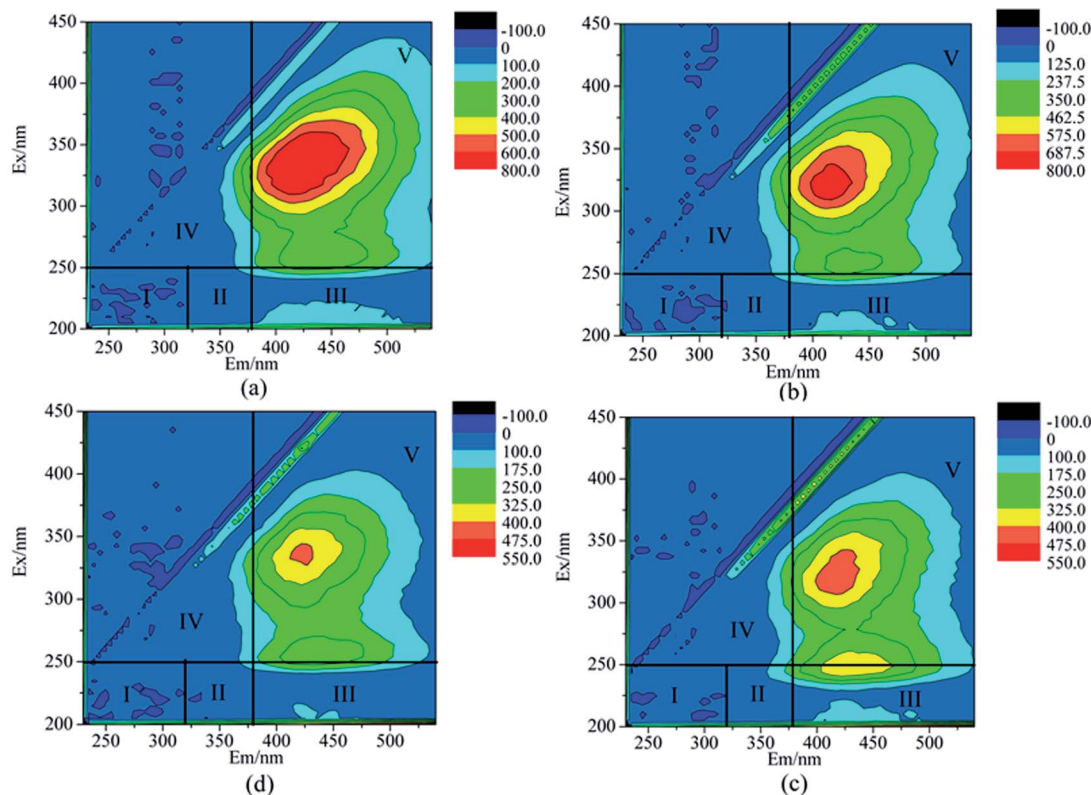 450
400
350
300
250
200
Ex/nm
250 300 350 400 450 500
Em/nm
I
II
III
IV
V
-100.0
0
100.0
200.0
300.0
400.0
500.0
600.0
800.0
(a)
450
400
350
300
250
200
Ex/nm
250 300 350 400 450 500
Em/nm
I
II
III
IV
V
-100.0
0
125.0
237.5
350.0
462.5
575.0
687.5
800.0
(b)
450
400
350
300
250
200
Ex/nm
250 300 350 400 450 500
Em/nm
I
II
III
IV
V
-100.0
0
100.0
175.0
250.0
325.0
400.0
475.0
550.0
(d)
450
400
350
300
250
200
Ex/nm
250 300 350 400 450 500
Em/nm
I
II
III
IV
V
-100.0
0
100.0
175.0
250.0
325.0
400.0
475.0
550.0
(c)